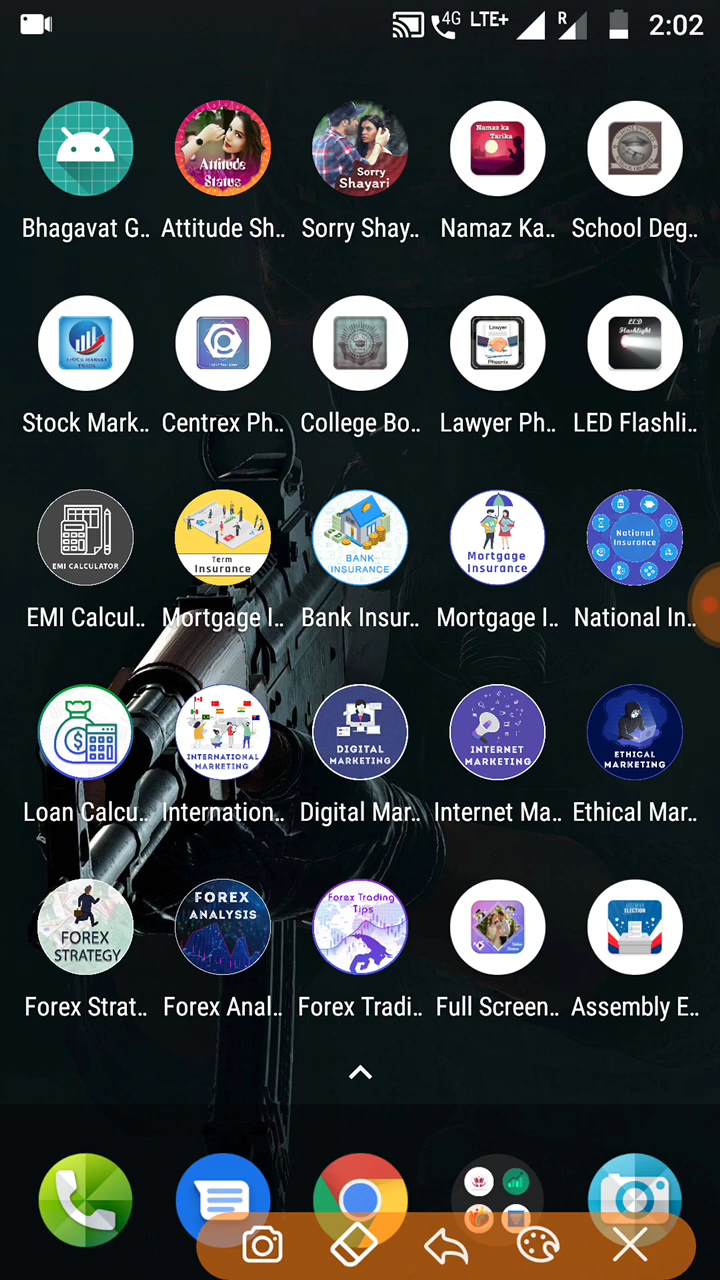 4G LTE+ R 2:02
Attitude
Status
Sorry
Shayari
Namaz ka
Tarika
Bhagavat G.. Attitude Sh.. Sorry Shay.. Namaz Ka.. School Deg..
Lawyer
Phoenix
LED
Flashlight
Stock Mark.. Centrex Ph.. College Bo.. Lawyer Ph.. LED Flashli..
EMI CALCULATOR
Term
Insurance
BANK
INSURANCE
Mortgage
Insurance
National
Insurance
EMI Calcul.. Mortgage I.. Bank Insur.. Mortgage I.. National In..
INTERNATIONAL
MARKETING
DIGITAL
MARKETING
INTERNET
MARKETING
ETHICAL
MARKETING
Loan Calcu.. Internation.. Digital Mar.. Internet Ma.. Ethical Mar..
FOREX
STRATEGY
FOREX
ANALYSIS
Forex Trading
Tips
ELECTION
Forex Strat.. Forex Anal.. Forex Tradi.. Full Screen.. Assembly E..